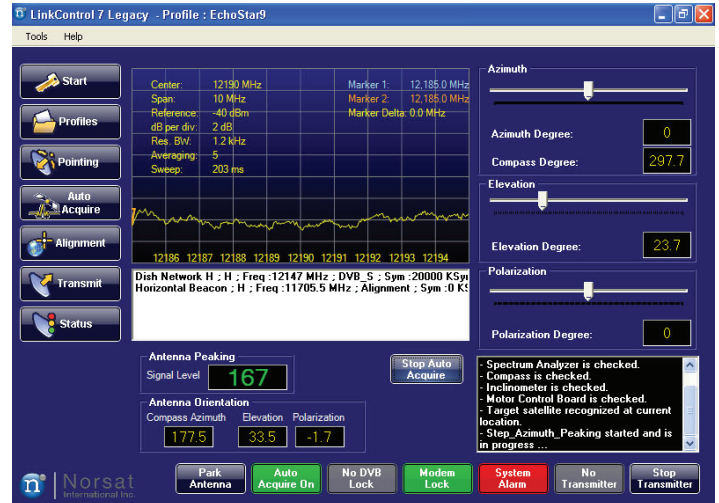 LinkControl 7 Legacy - Profile : EchoStar9
Tools Help
Start
Profiles
Pointing
Auto
Acquire
Alignment
Transmit
Status
Center: 12190 MHz Marker 1: 12,185.0 MHz
Span: 10 MHz Marker 2: 12,185.0 MHz
Reference: -40 dBm Marker Delta: 0.0 MHz
dB per div: 2 dB
Res. BW: 1.2 kHz
Averaging: 5
Sweep: 203 ms
12186 12187 12188 12189 12190 12191 12192 12193 12194
Dish Network H ; H ; Freq :12147 MHz ; DVB_S ; Sym :20000 KSy
Horizontal Beacon ; H ; Freq :11705.5 MHz ; Alignment ; Sym :0 KS
Antenna Peaking
Signal Level 167
Stop Auto
Acquire
Antenna Orientation
Compass Azimuth Elevation Polarization
177.5 33.5 -1.7
Azimuth
Azimuth Degree: 0
Compass Degree: 297.7
Elevation
Elevation Degree: 23.7
Polarization
Polarization Degree: 0
- Spectrum Analyzer is checked.
- Compass is checked.
- Inclinometer is checked.
- Motor Control Board is checked.
- Target satellite recognized at current
location.
- Step_Azimuth_Peaking started and is
in progress ...
n Norsat
International Inc.
Park
Antenna
Auto
Acquire On
No DVB
Lock
Modem
Lock
System
Alarm
No
Transmitter
Stop
Transmitter